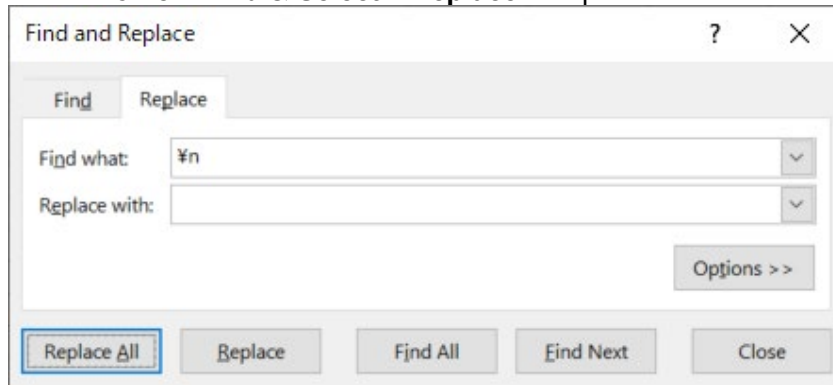 Find and Replace ? ×
Find Replace
Find what: ¥n
Replace with:
Options >>
Replace All Replace Find All Find Next Close